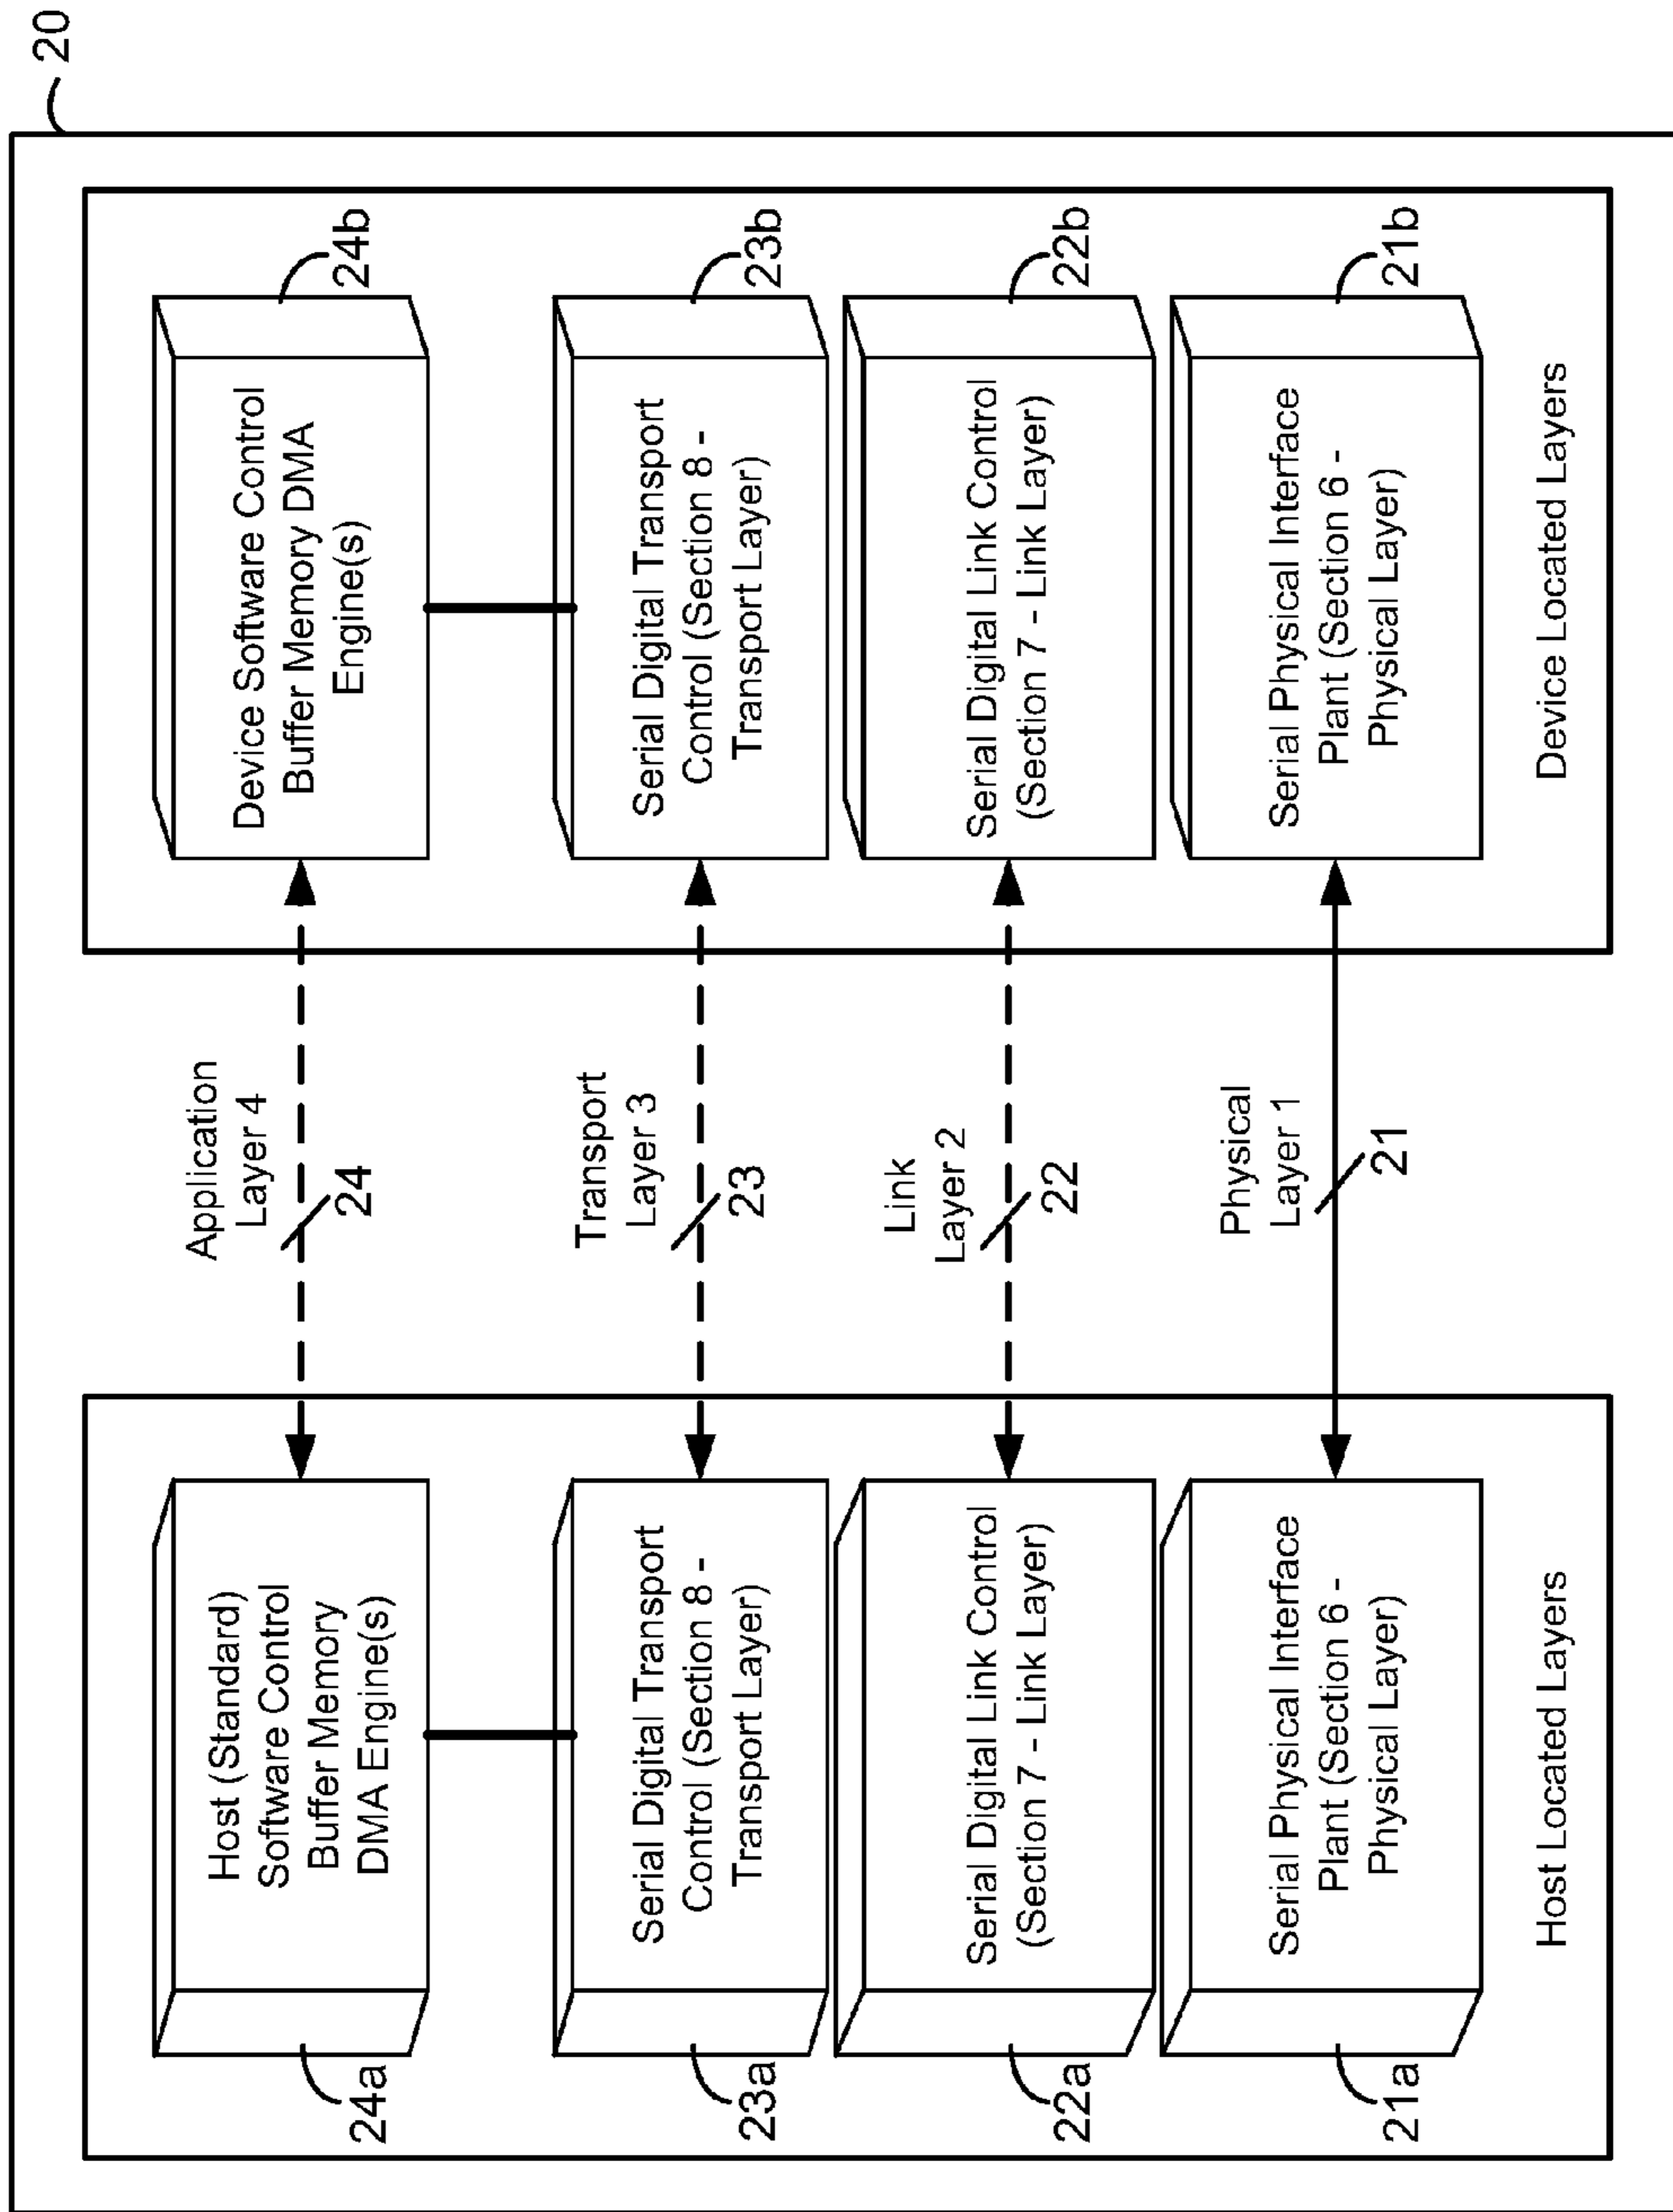 20
Host (Standard)
Software Control
Buffer Memory
DMA Engine(s)
24a
Application
Layer 4
24
Device Software Control
Buffer Memory DMA
Engine(s)
24b
Serial Digital Transport
Control (Section 8 -
Transport Layer)
23a
Transport
Layer 3
23
Serial Digital Transport
Control (Section 8 -
Transport Layer)
23b
Serial Digital Link Control
(Section 7 - Link Layer)
22a
Link
Layer 2
22
Serial Digital Link Control
(Section 7 - Link Layer)
22b
Serial Physical Interface
Plant (Section 6 -
Physical Layer)
21a
Physical
Layer 1
21
Serial Physical Interface
Plant (Section 6 -
Physical Layer)
21b
Host Located Layers
Device Located Layers